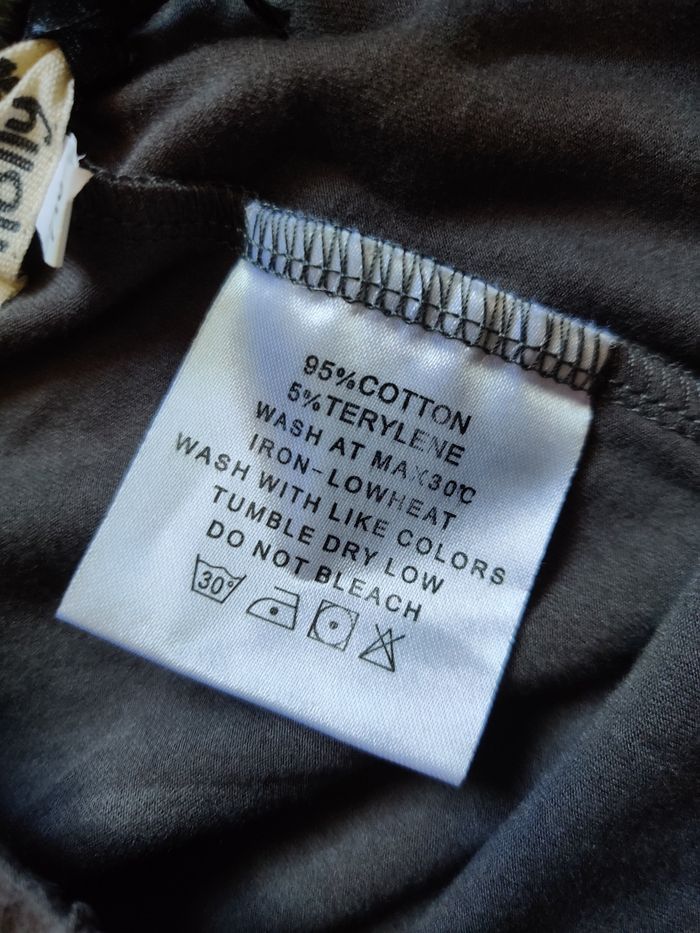 95%COTTON
5%TERYLENE
WASH AT MAX30℃
IRON-LOWHEAT
WASH WITH LIKE COLORS
TUMBLE DRY LOW
DO NOT BLEACH
30°